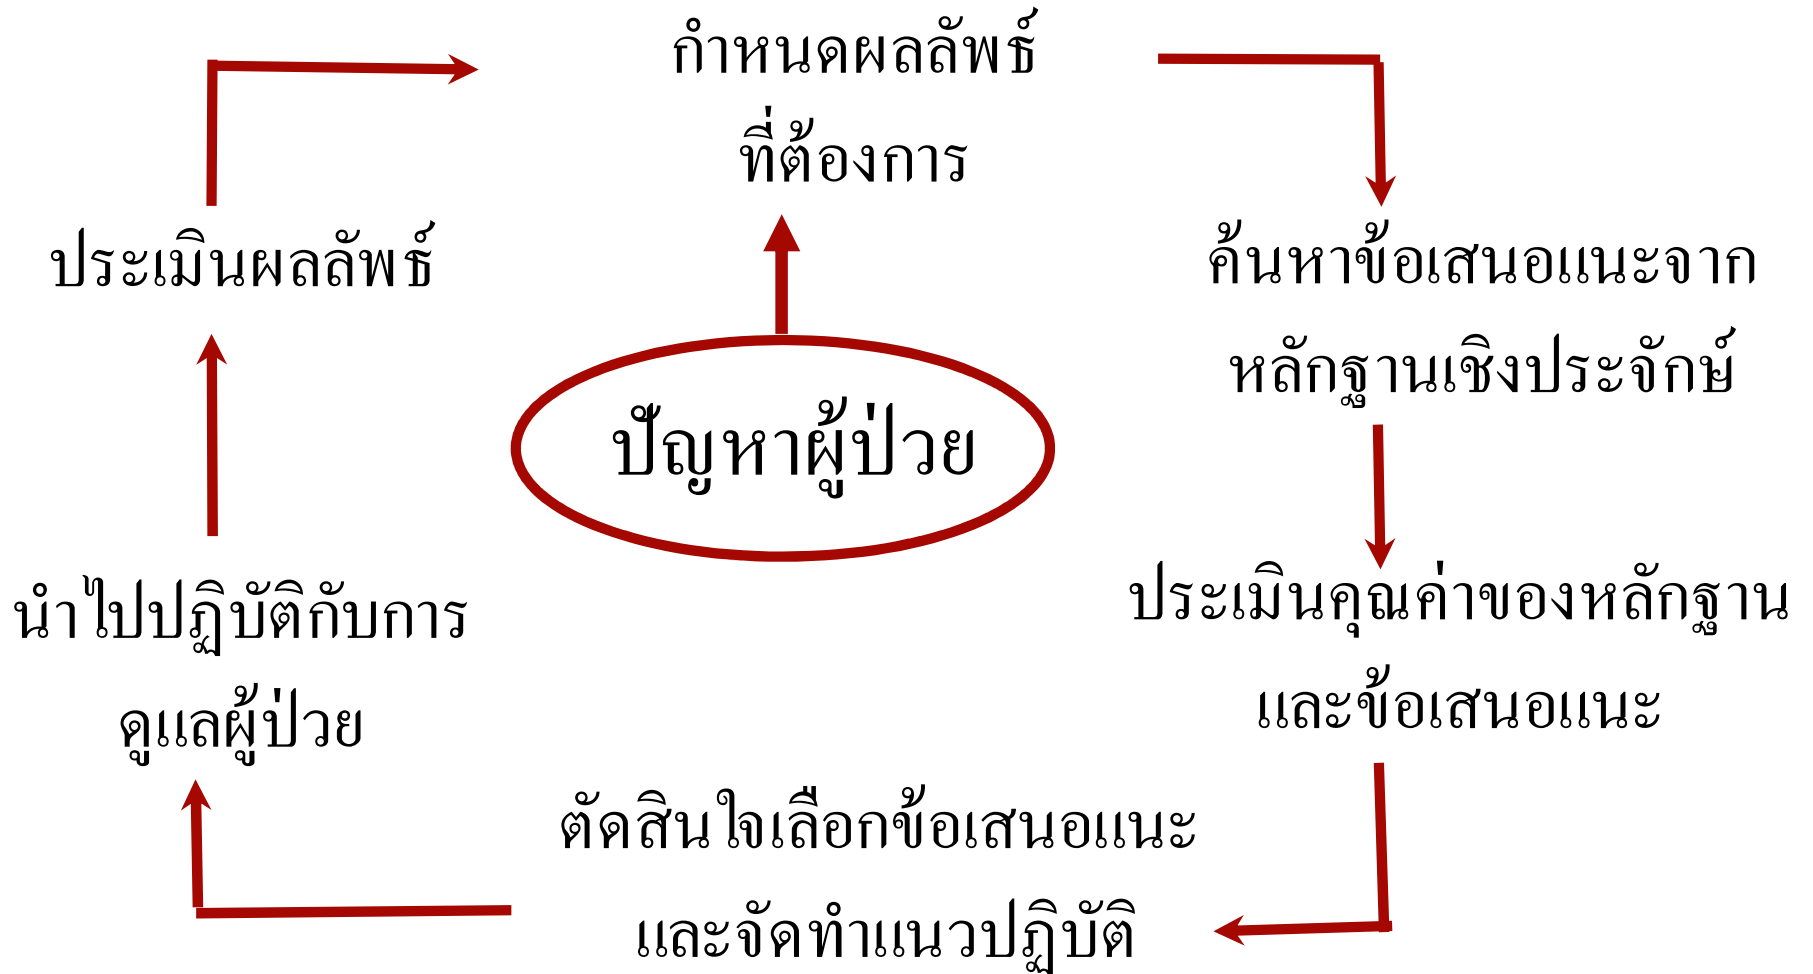 กำหนดผลลัพธ์
ที่ต้องการ
ค้นหาข้อเสนอแนะจาก
หลักฐานเชิงประจักษ์
ประเมินคุณค่าของหลักฐาน
และข้อเสนอแนะ
ตัดสินใจเลือกข้อเสนอแนะ
และจัดทำแนวปฏิบัติ
นำไปปฏิบัติกับการ
ดูแลผู้ป่วย
ประเมินผลลัพธ์
ปัญหาผู้ป่วย